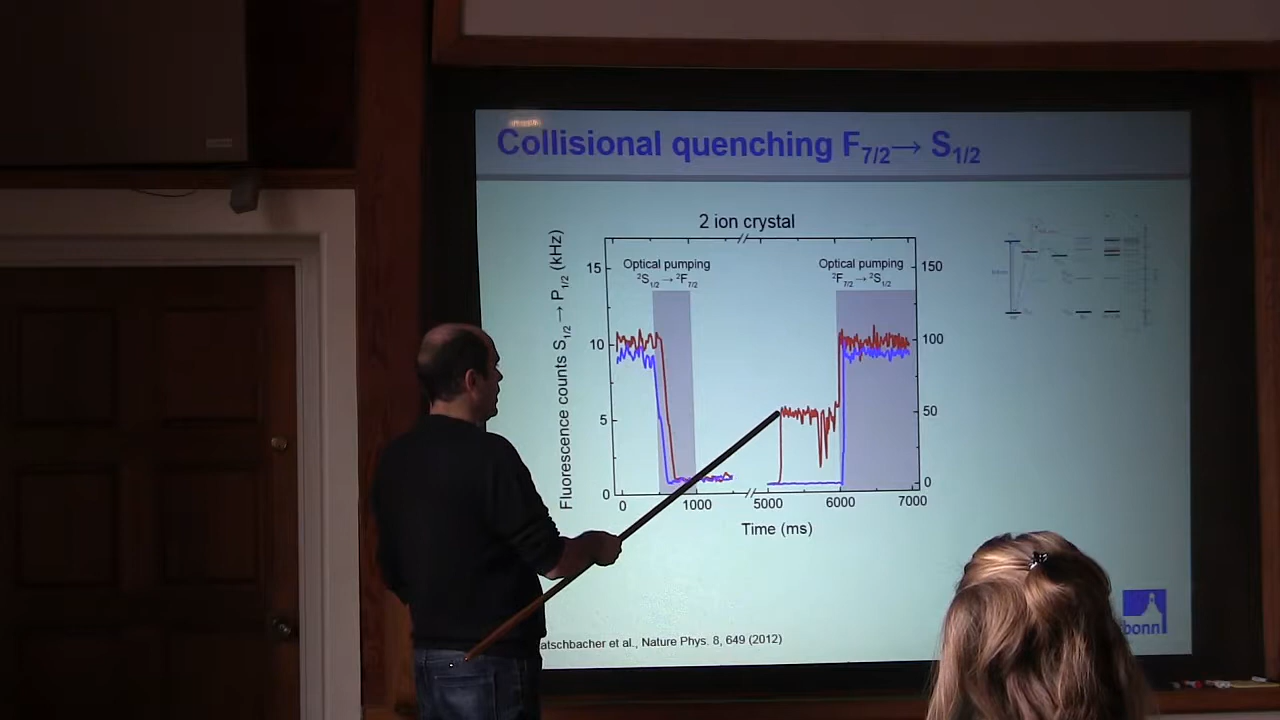 Collisional quenching F7/2→ S1/2
2 ion crystal
Fluorescence counts S1/2 → P1/2 (kHz)
Optical pumping
²S1/2 → ²F7/2
Optical pumping
²F7/2 → ²S1/2
15
10
5
0
150
100
50
0
0 1000 5000 6000 7000
Time (ms)
atschbacher et al., Nature Phys. 8, 649 (2012)
bonn